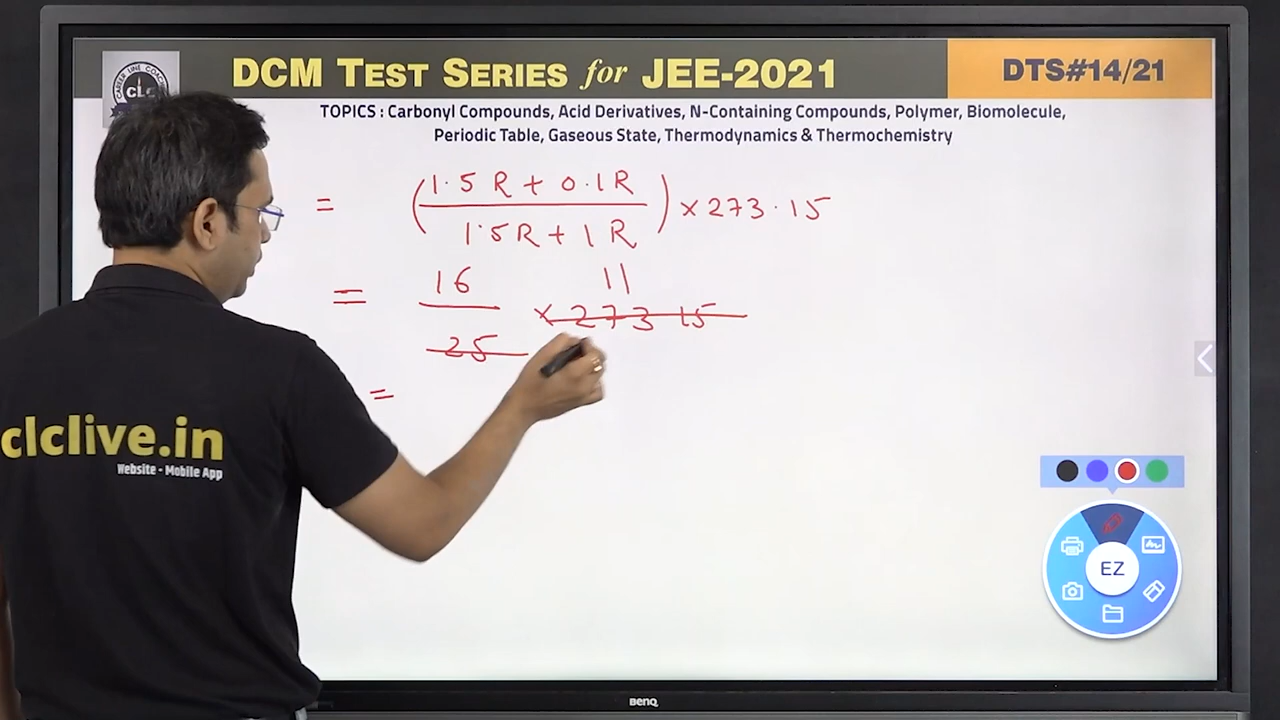 DCM TEST SERIES for JEE-2021
DTS#14/21
CLC
TOPICS : Carbonyl Compounds, Acid Derivatives, N-Containing Compounds, Polymer, Biomolecule,
Periodic Table, Gaseous State, Thermodynamics & Thermochemistry
= (1.5 R + 0.1 R
1.5 R + 1 R) × 273.15
= 16 11
25 × 273 15
=
clclive.in
Website - Mobile App
EZ
BenQ